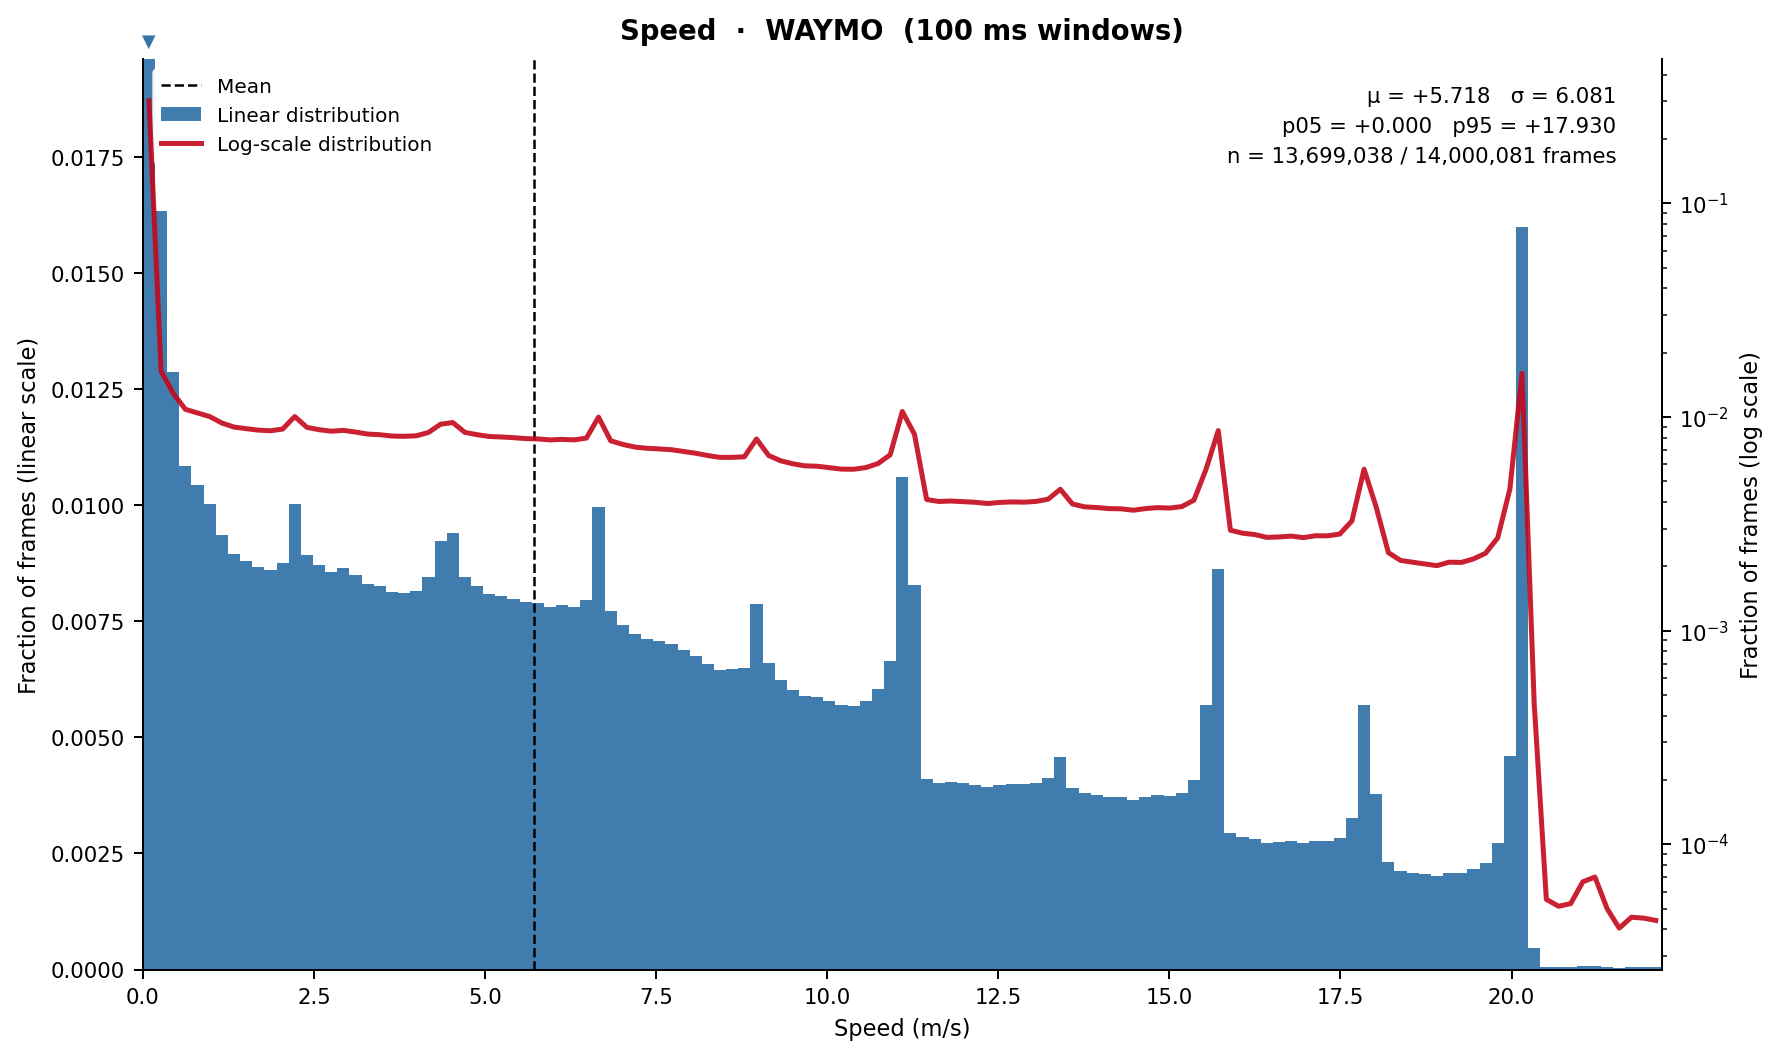 Speed · WAYMO (100 ms windows)
Mean
Linear distribution
Log-scale distribution
μ = +5.718 σ = 6.081
p05 = +0.000 p95 = +17.930
n = 13,699,038 / 14,000,081 frames
Fraction of frames (linear scale)
0.0175
0.0150
0.0125
0.0100
0.0075
0.0050
0.0025
0.0000
10⁻¹
10⁻²
10⁻³
10⁻⁴
Fraction of frames (log scale)
0.0 2.5 5.0 7.5 10.0 12.5 15.0 17.5 20.0
Speed (m/s)